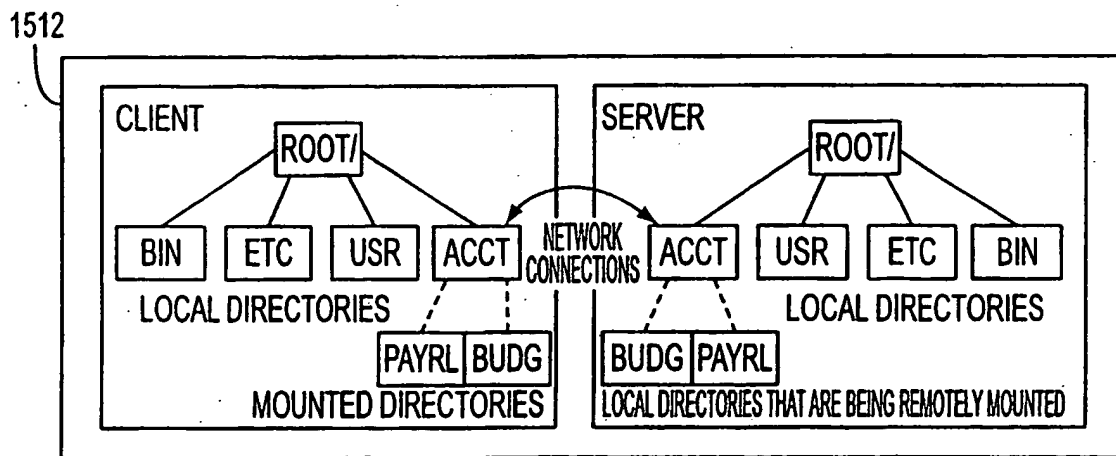 1512
CLIENT
ROOT/
BIN ETC USR ACCT
LOCAL DIRECTORIES
PAYRL BUDG
MOUNTED DIRECTORIES
NETWORK
CONNECTIONS
SERVER
ROOT/
ACCT USR ETC BIN
LOCAL DIRECTORIES
BUDG PAYRL
LOCAL DIRECTORIES THAT ARE BEING REMOTELY MOUNTED